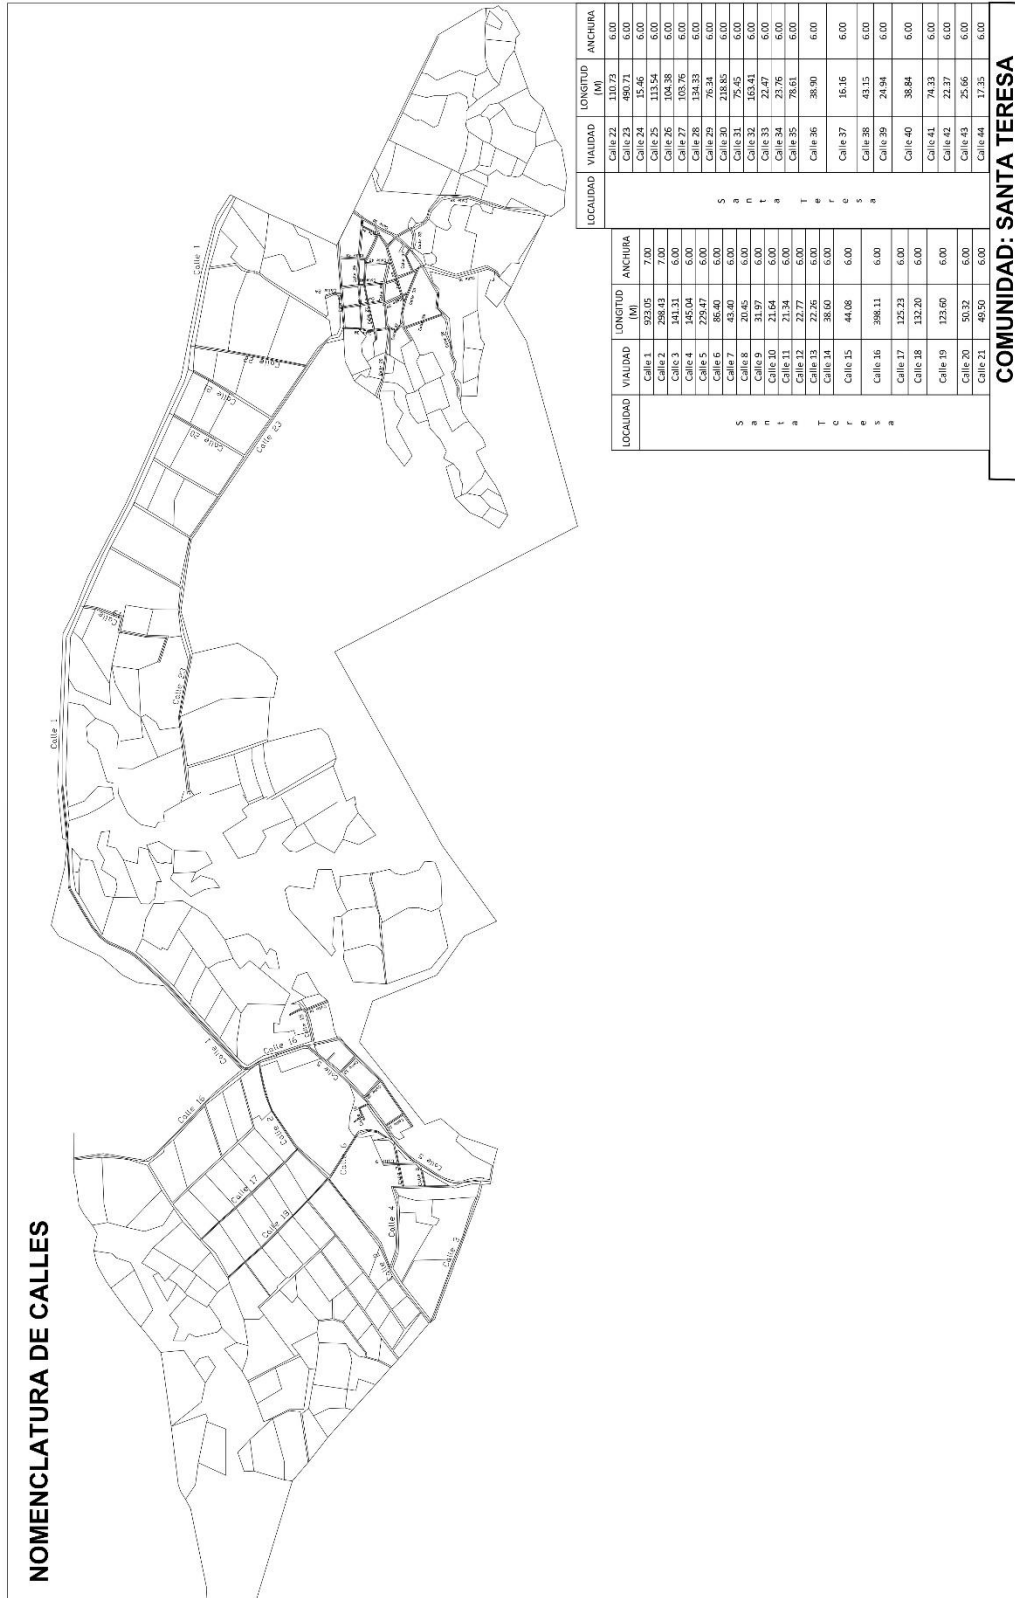 NOMENCLATURA DE CALLES
Calle 1
Calle 1
Calle 1
Calle 22
Calle 20
Calle 23
Calle 23
Calle 16
Calle 16
Calle 2
Calle 17
Calle 5
Calle 5
Calle 4
Calle 3
LOCALIDAD VIALIDAD LONGITUD (M) ANCHURA
Santa Teresa
Calle 1 923.05 7.00
Calle 2 298.43 7.00
Calle 3 141.31 6.00
Calle 4 145.04 6.00
Calle 5 229.47 6.00
Calle 6 86.40 6.00
Calle 7 43.40 6.00
Calle 8 20.45 6.00
Calle 9 31.97 6.00
Calle 10 21.64 6.00
Calle 11 21.34 6.00
Calle 12 22.77 6.00
Calle 13 22.26 6.00
Calle 14 38.60 6.00
Calle 15 44.08 6.00
Calle 16 398.11 6.00
Calle 17 125.23 6.00
Calle 18 132.20 6.00
Calle 19 123.60 6.00
Calle 20 50.32 6.00
Calle 21 49.50 6.00
LOCALIDAD VIALIDAD LONGITUD (M) ANCHURA
Santa Teresa
Calle 22 110.73 6.00
Calle 23 490.71 6.00
Calle 24 15.46 6.00
Calle 25 113.54 6.00
Calle 26 104.38 6.00
Calle 27 103.76 6.00
Calle 28 134.33 6.00
Calle 29 76.34 6.00
Calle 30 218.85 6.00
Calle 31 75.45 6.00
Calle 32 163.41 6.00
Calle 33 22.47 6.00
Calle 34 23.76 6.00
Calle 35 78.61 6.00
Calle 36 38.90 6.00
Calle 37 16.16 6.00
Calle 38 43.15 6.00
Calle 39 24.94 6.00
Calle 40 38.84 6.00
Calle 41 74.33 6.00
Calle 42 22.37 6.00
Calle 43 25.66 6.00
Calle 44 17.35 6.00
COMUNIDAD: SANTA TERESA